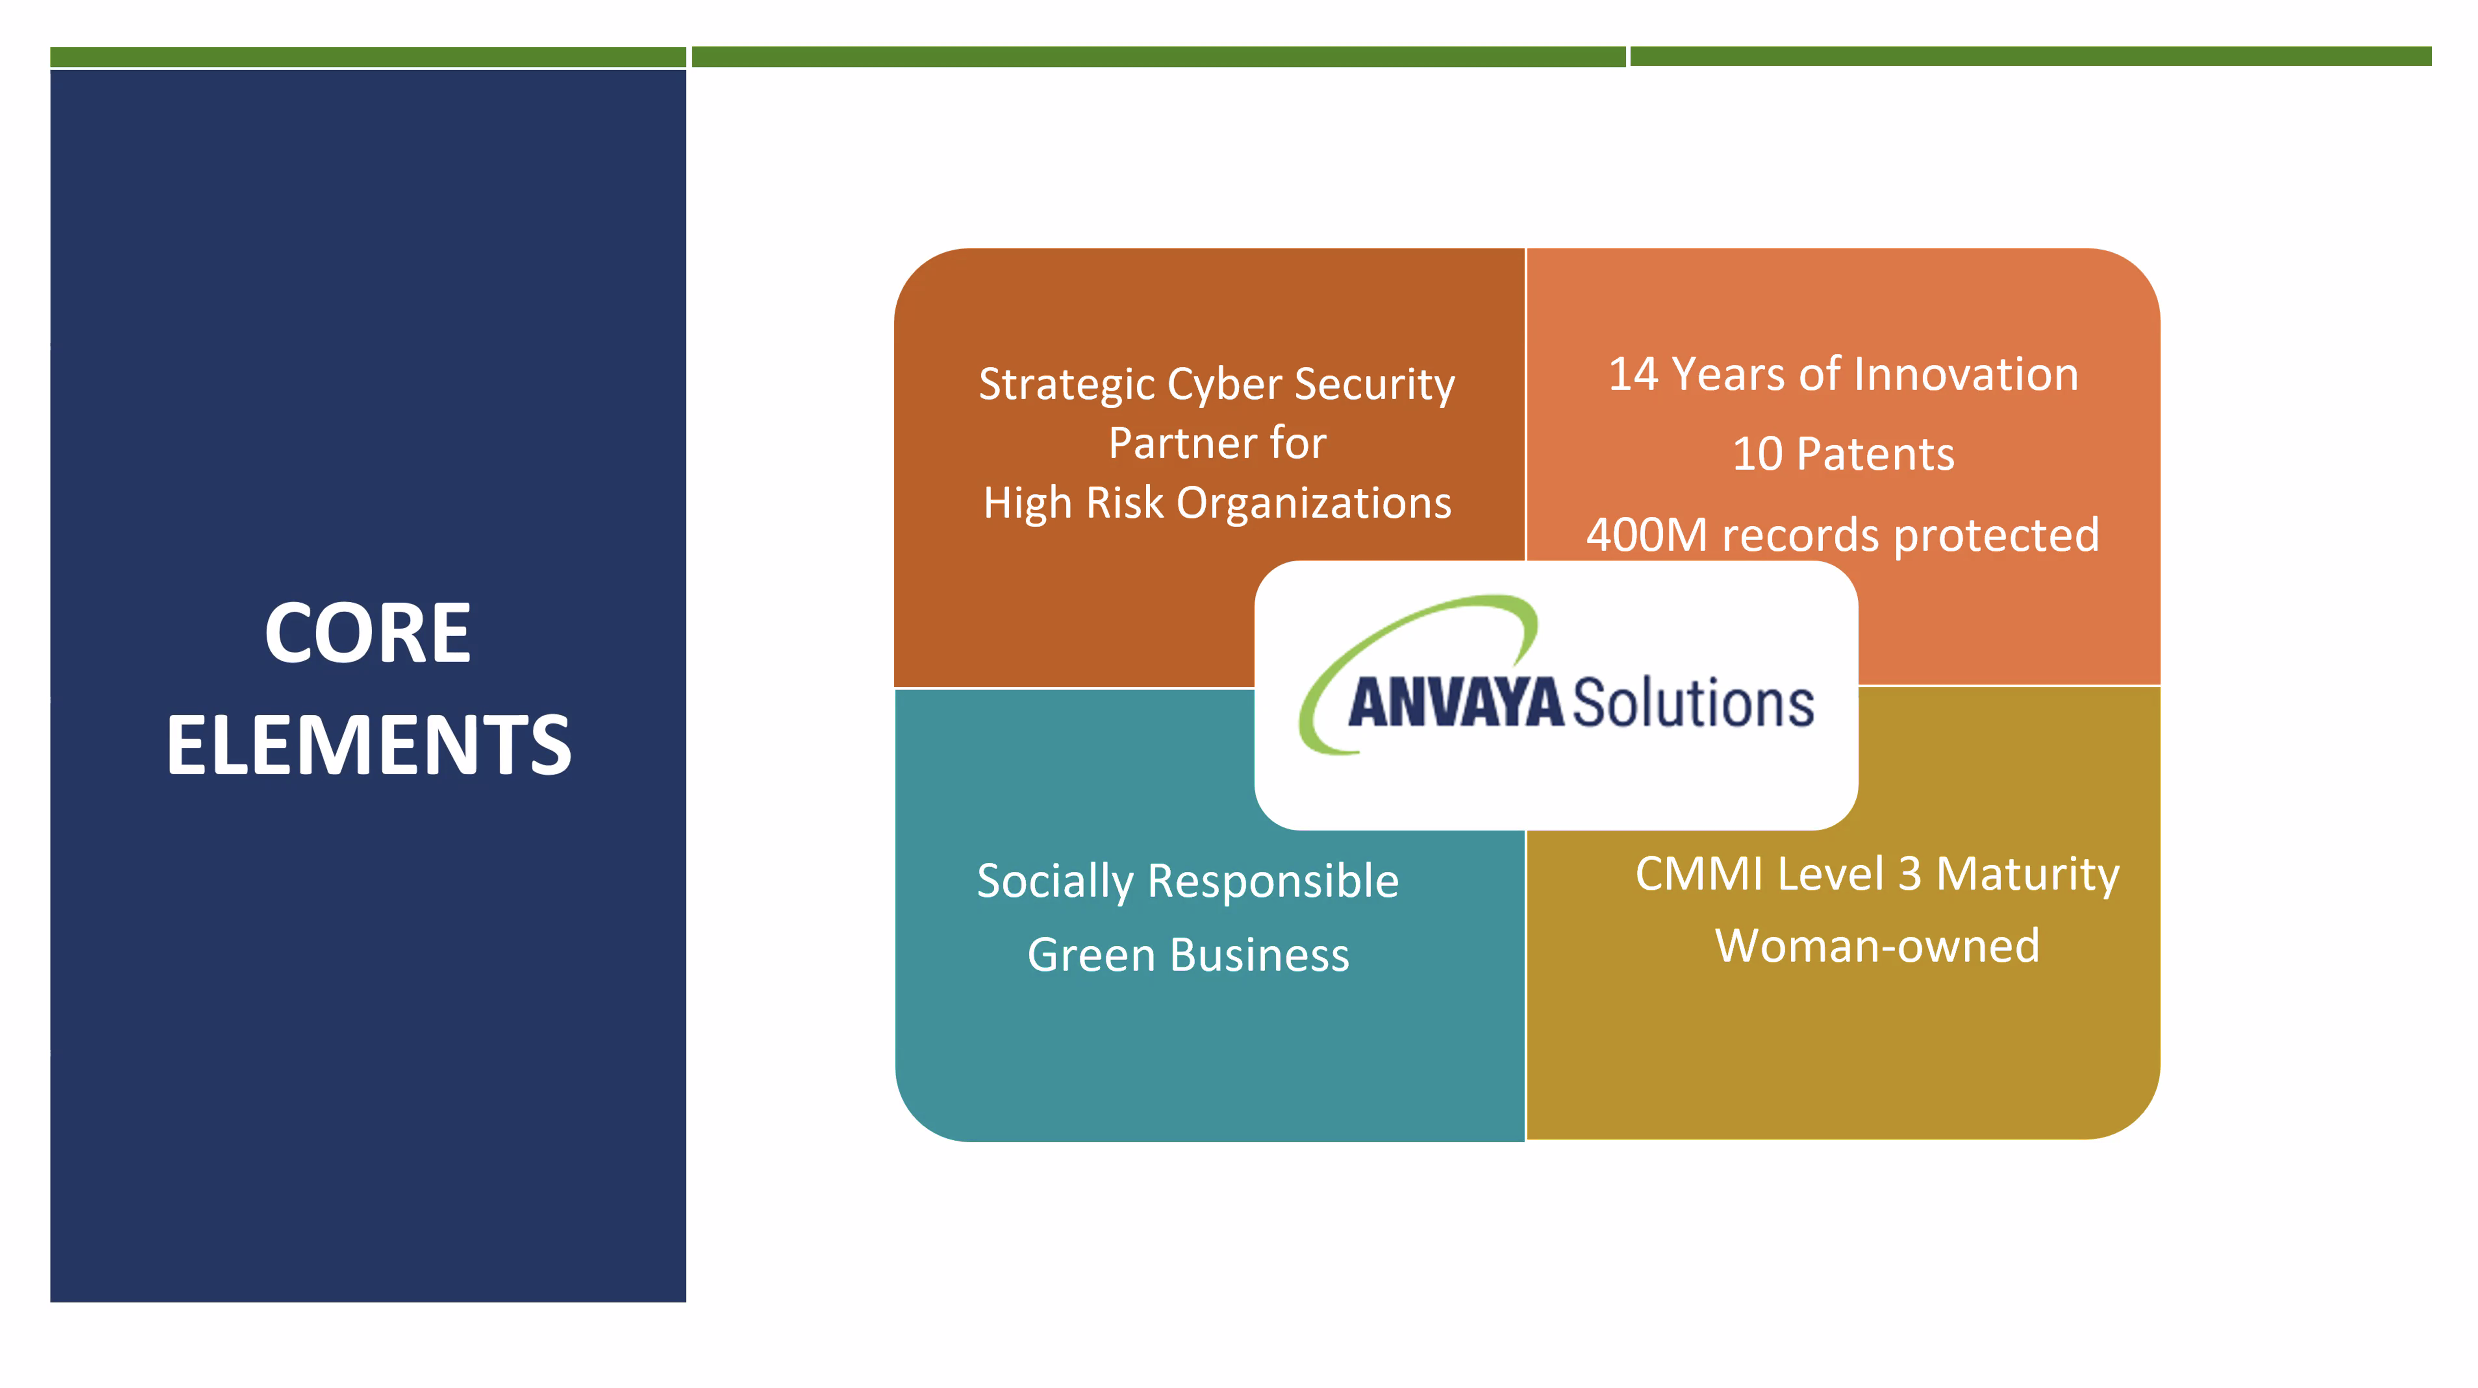 CORE
ELEMENTS
Strategic Cyber Security
Partner for
High Risk Organizations
14 Years of Innovation
10 Patents
400M records protected
ANVAYA Solutions
Socially Responsible
Green Business
CMMI Level 3 Maturity
Woman-owned